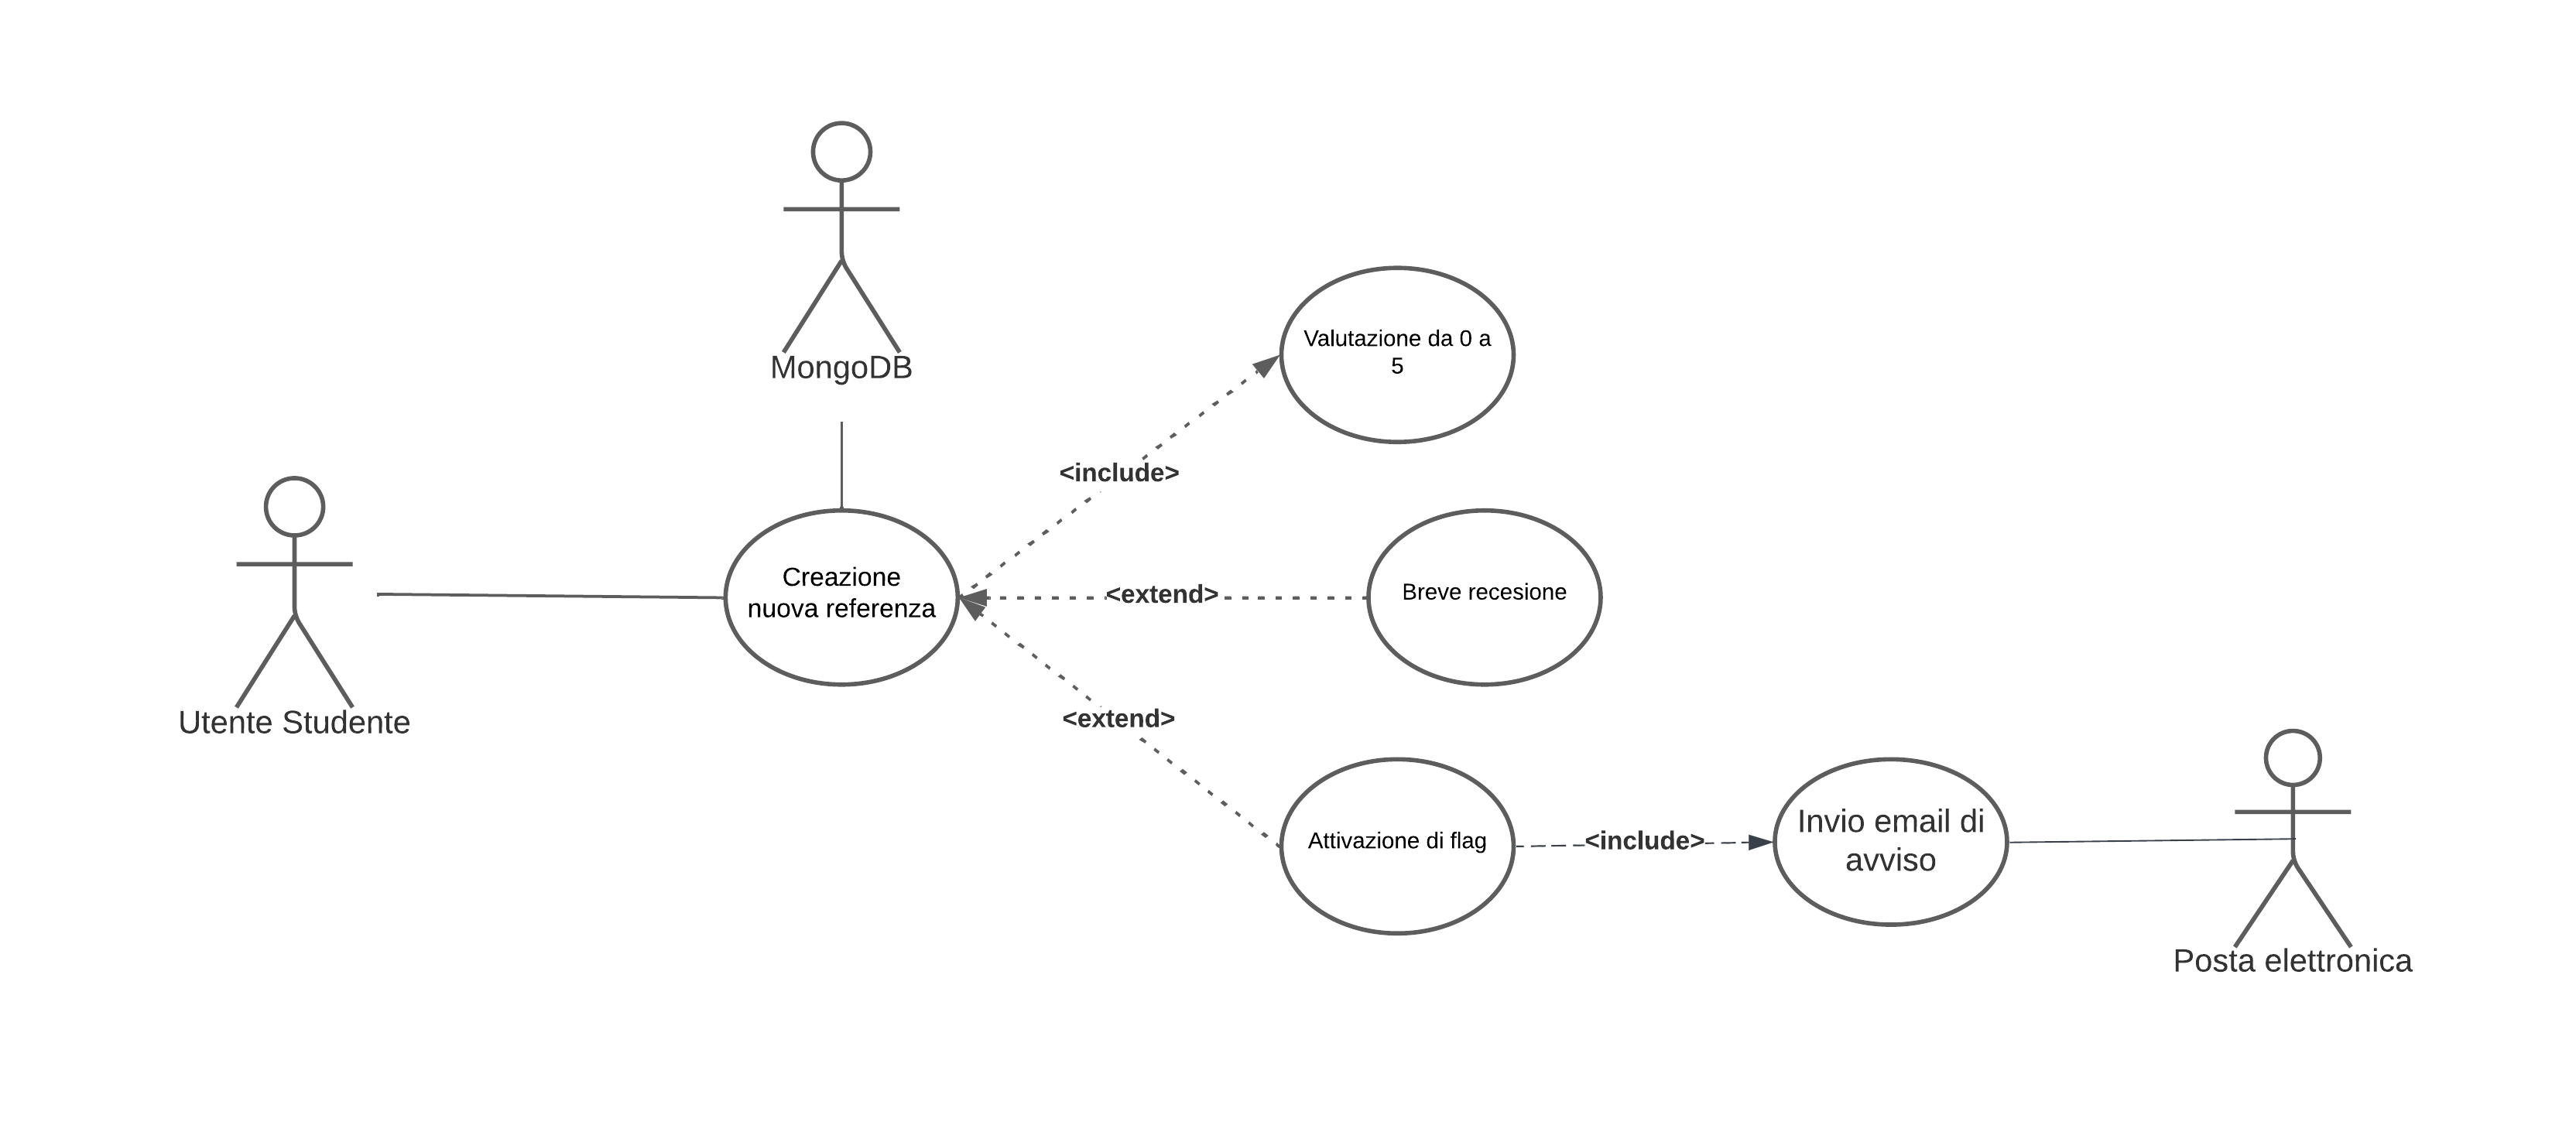 MongoDB
Valutazione da 0 a
5
<include>
Creazione
nuova referenza
<extend>
Breve recesione
Utente Studente
<extend>
Attivazione di flag
<include>
Invio email di
avviso
Posta elettronica